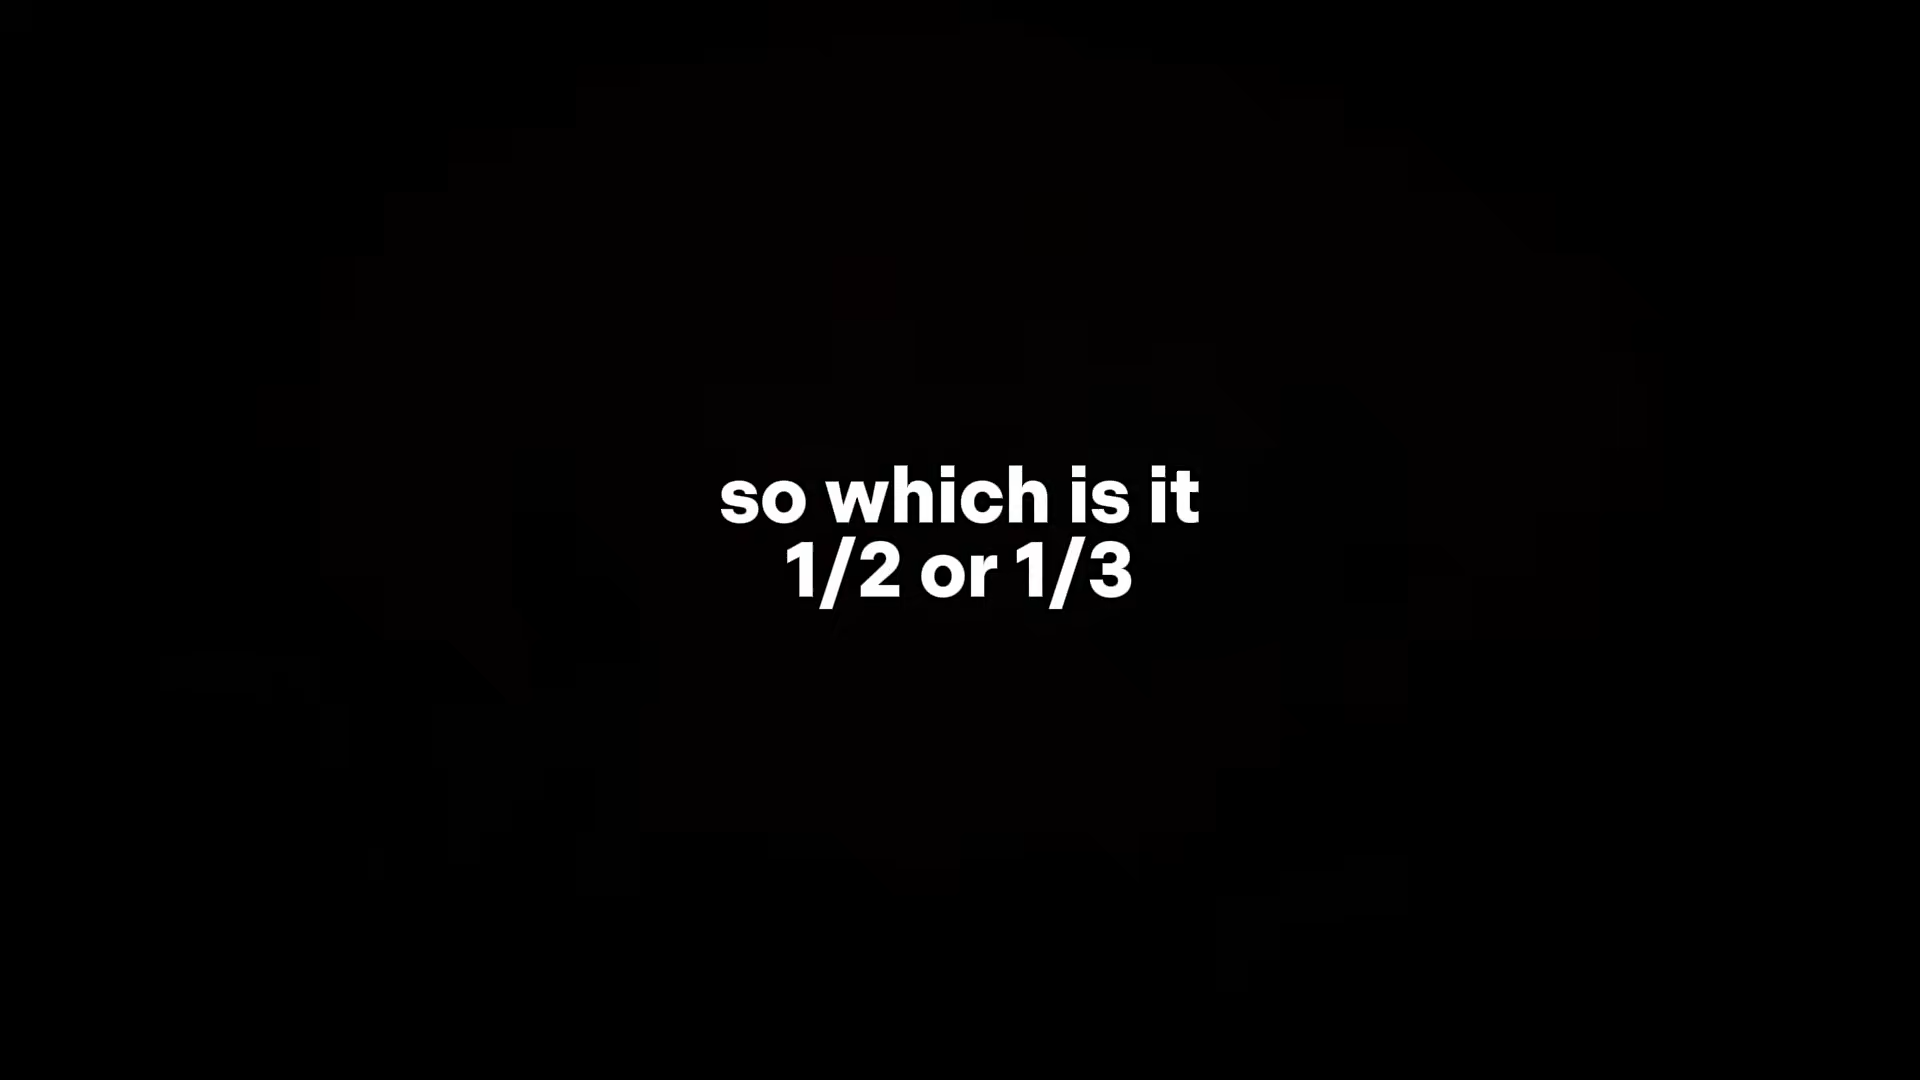 so which is it
1/2 or 1/3